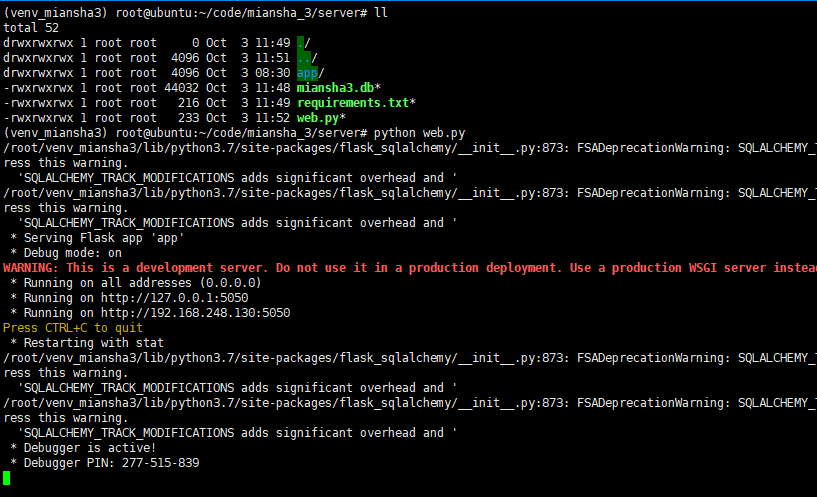 (venv_miansha3) root@ubuntu:~/code/miansha_3/server# ll
total 52
drwxrwxrwx 1 root root     0 Oct  3 11:49 ./
drwxrwxrwx 1 root root  4096 Oct  3 11:51 ../
drwxrwxrwx 1 root root  4096 Oct  3 08:30 app/
-rwxrwxrwx 1 root root 44032 Oct  3 11:48 miansha3.db*
-rwxrwxrwx 1 root root   216 Oct  3 11:49 requirements.txt*
-rwxrwxrwx 1 root root   233 Oct  3 11:52 web.py*
(venv_miansha3) root@ubuntu:~/code/miansha_3/server# python web.py
/root/venv_miansha3/lib/python3.7/site-packages/flask_sqlalchemy/__init__.py:873: FSADeprecationWarning: SQLALCHEMY_T
ress this warning.
  'SQLALCHEMY_TRACK_MODIFICATIONS adds significant overhead and '
/root/venv_miansha3/lib/python3.7/site-packages/flask_sqlalchemy/__init__.py:873: FSADeprecationWarning: SQLALCHEMY_T
ress this warning.
  'SQLALCHEMY_TRACK_MODIFICATIONS adds significant overhead and '
 * Serving Flask app 'app'
 * Debug mode: on
WARNING: This is a development server. Do not use it in a production deployment. Use a production WSGI server instead
 * Running on all addresses (0.0.0.0)
 * Running on http://127.0.0.1:5050
 * Running on http://192.168.248.130:5050
Press CTRL+C to quit
 * Restarting with stat
/root/venv_miansha3/lib/python3.7/site-packages/flask_sqlalchemy/__init__.py:873: FSADeprecationWarning: SQLALCHEMY_T
ress this warning.
  'SQLALCHEMY_TRACK_MODIFICATIONS adds significant overhead and '
/root/venv_miansha3/lib/python3.7/site-packages/flask_sqlalchemy/__init__.py:873: FSADeprecationWarning: SQLALCHEMY_T
ress this warning.
  'SQLALCHEMY_TRACK_MODIFICATIONS adds significant overhead and '
 * Debugger is active!
 * Debugger PIN: 277-515-839